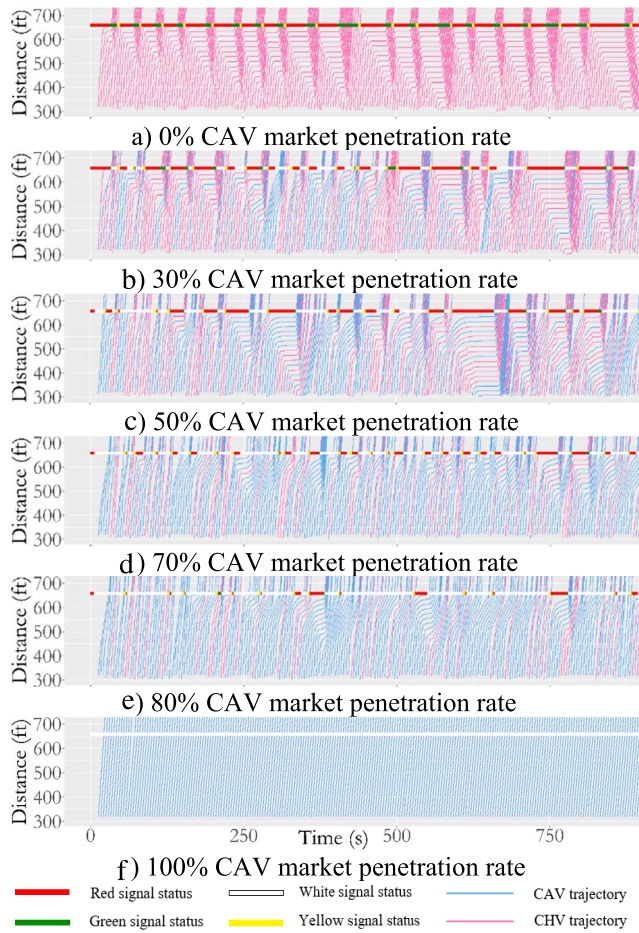 700
600
500
400
300
Distance (ft)
a) 0% CAV market penetration rate
700
600
500
400
300
Distance (ft)
b) 30% CAV market penetration rate
700
600
500
400
300
Distance (ft)
c) 50% CAV market penetration rate
700
600
500
400
300
Distance (ft)
d) 70% CAV market penetration rate
700
600
500
400
300
Distance (ft)
e) 80% CAV market penetration rate
700
600
500
400
300
Distance (ft)
0 250 500 750
Time (s)
f) 100% CAV market penetration rate
Red signal status White signal status CAV trajectory
Green signal status Yellow signal status CHV trajectory